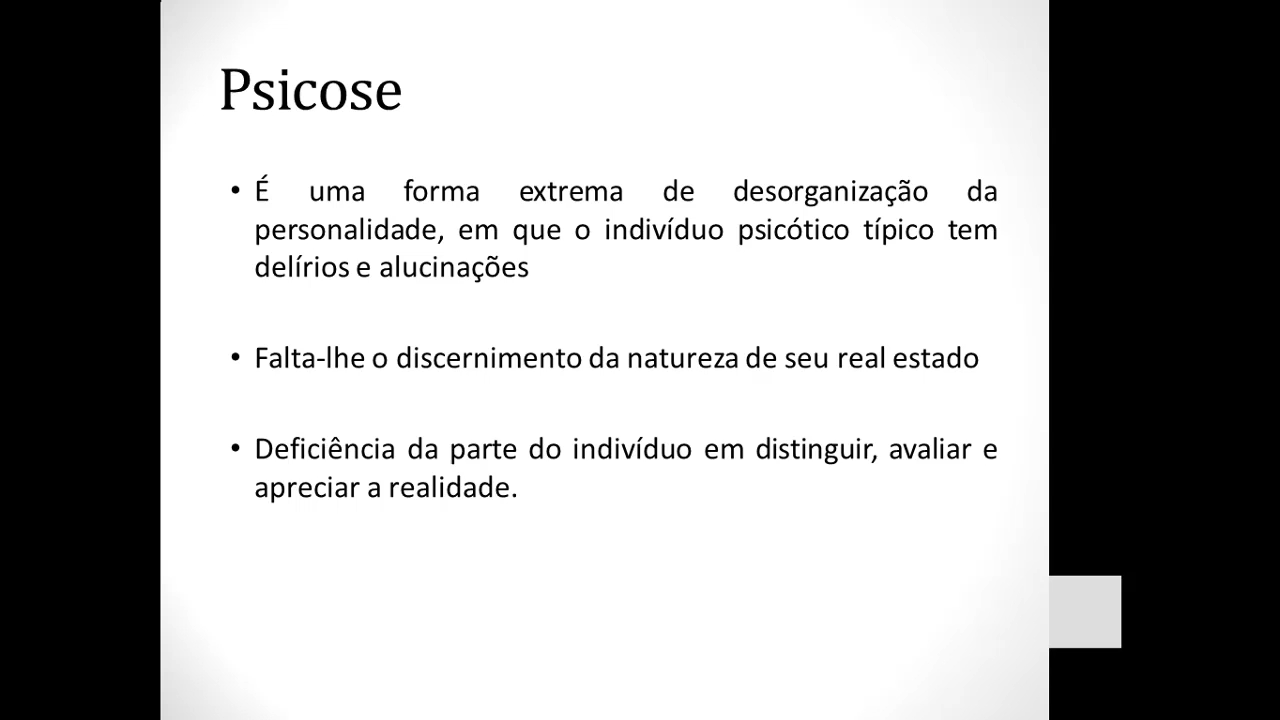 Psicose
• É uma forma extrema de desorganização da
personalidade, em que o indivíduo psicótico típico tem
delírios e alucinações
• Falta-lhe o discernimento da natureza de seu real estado
• Deficiência da parte do indivíduo em distinguir, avaliar e
apreciar a realidade.